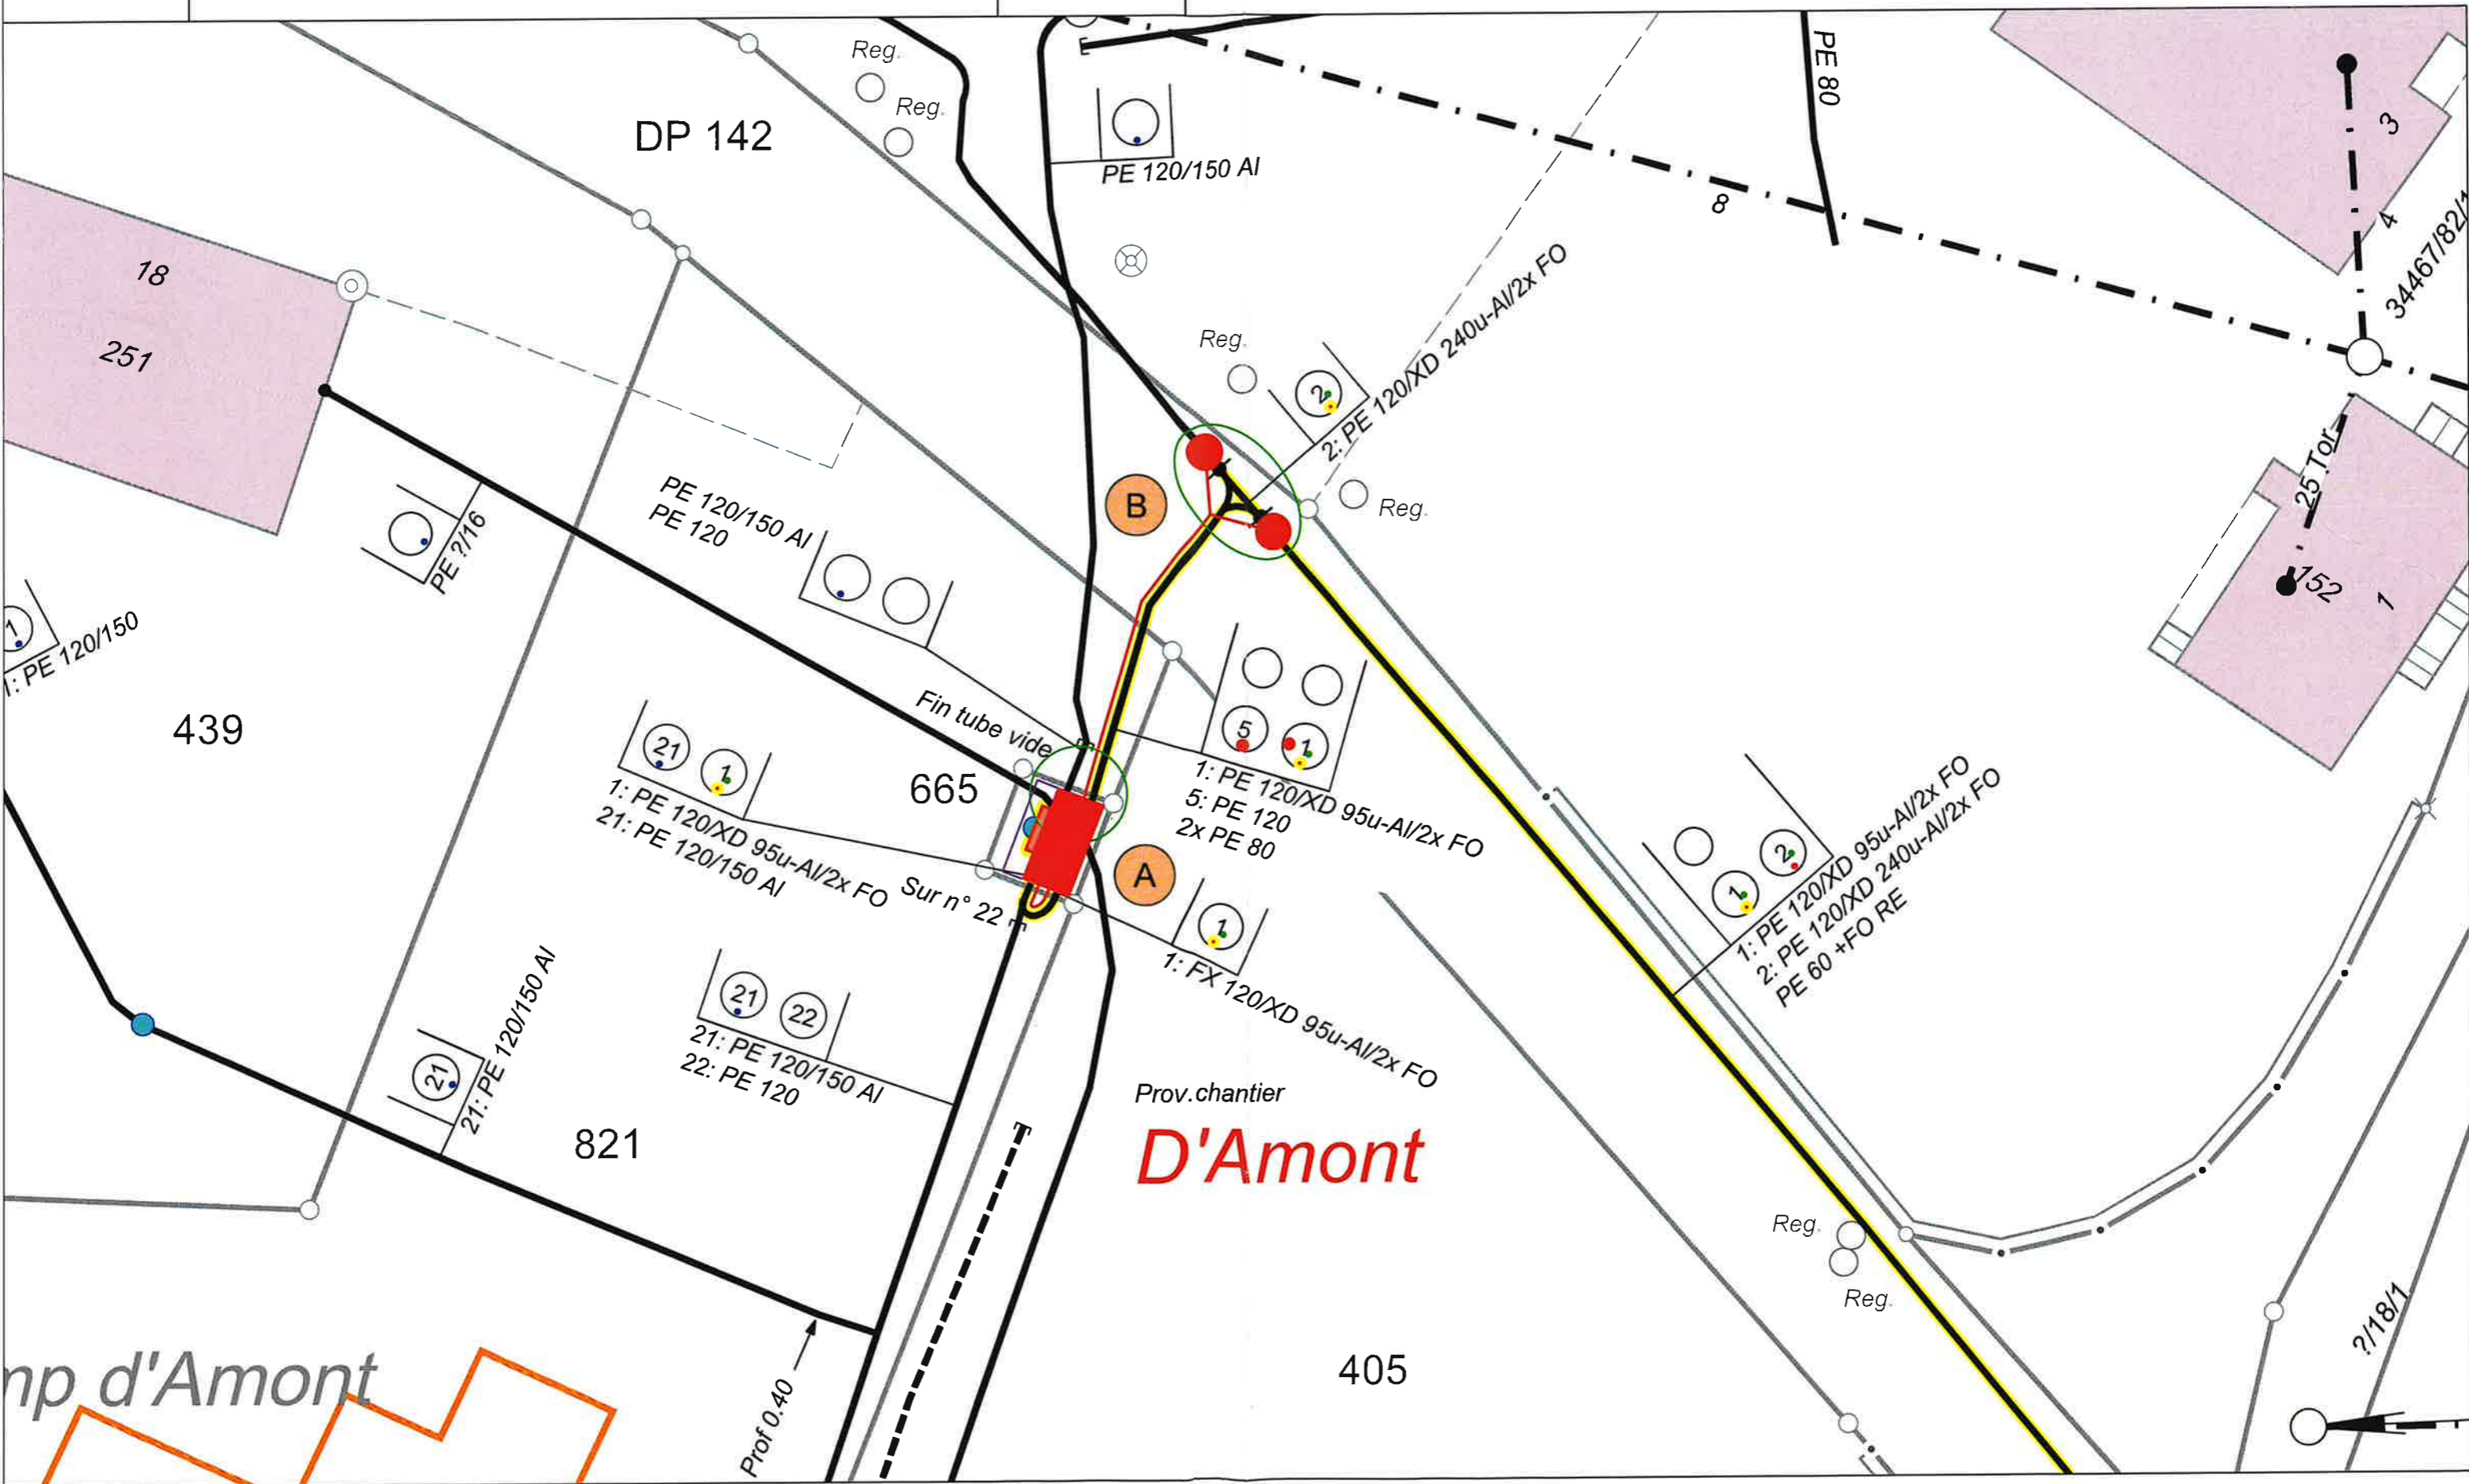 Reg.
Reg.
DP 142
PE 120/150 Al
PE 80
3
4
8
34467/82/1
18
251
Reg.
2
2: PE 120/XD 240u-Al/2x FO
Reg.
B
25 Tor
152
1
PE ?/16
PE 120/150 Al
PE 120
1
1: PE 120/150
439
Fin tube vide
665
21 1
1: PE 120/XD 95u-Al/2x FO
21: PE 120/150 Al
5 1
1: PE 120/XD 95u-Al/2x FO
5: PE 120
2x PE 80
1 2
1: PE 120/XD 95u-Al/2x FO
2: PE 120/XD 240u-Al/2x FO
PE 60 +FO RE
A
Sur n° 22
1
1: FX 120/XD 95u-Al/2x FO
21 22
21: PE 120/150 Al
22: PE 120
21
21: PE 120/150 Al
821
Prov.chantier
D'Amont
Reg.
Reg.
?/18/1
405
mp d'Amont
Prof 0.40